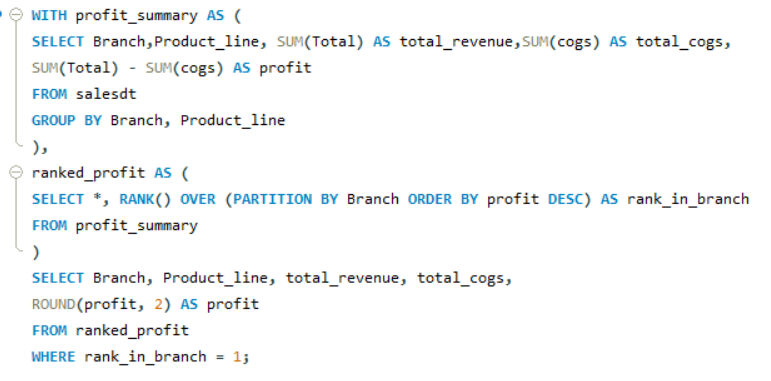 WITH profit_summary AS (
SELECT Branch,Product_line, SUM(Total) AS total_revenue,SUM(cogs) AS total_cogs,
SUM(Total) - SUM(cogs) AS profit
FROM salesdt
GROUP BY Branch, Product_line
),
ranked_profit AS (
SELECT *, RANK() OVER (PARTITION BY Branch ORDER BY profit DESC) AS rank_in_branch
FROM profit_summary
)
SELECT Branch, Product_line, total_revenue, total_cogs,
ROUND(profit, 2) AS profit
FROM ranked_profit
WHERE rank_in_branch = 1;